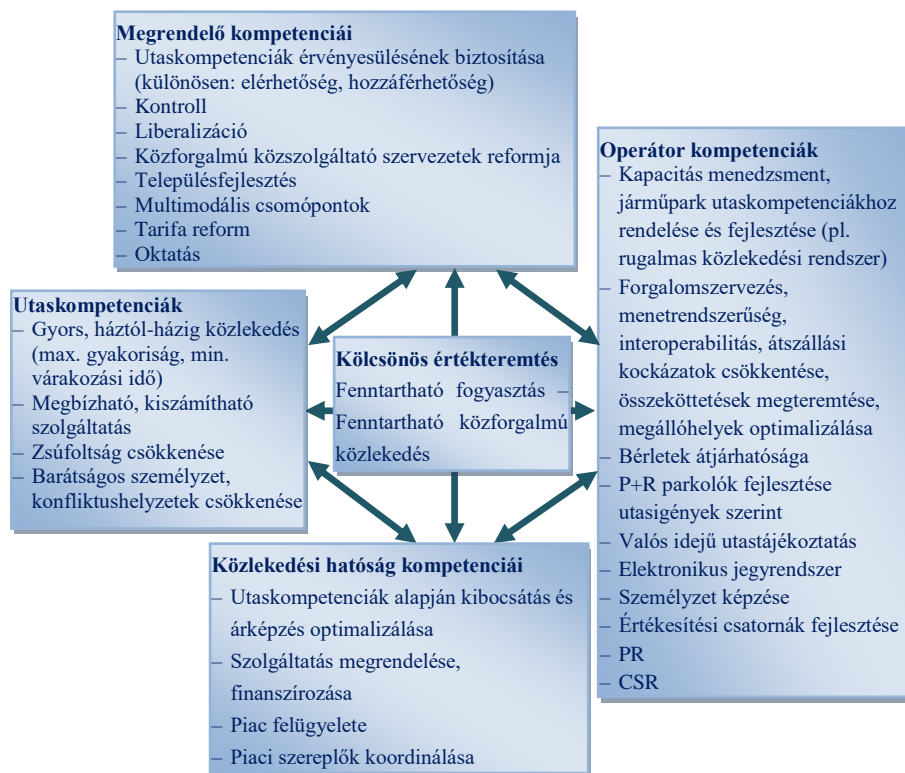 Megrendelő kompetenciái
– Utaskompetenciák érvényesülésének biztosítása
(különösen: elérhetőség, hozzáférhetőség)
– Kontroll
– Liberalizáció
– Közforgalmú közszolgáltató szervezetek reformja
– Településfejlesztés
– Multimodális csomópontok
– Tarifa reform
– Oktatás
Utaskompetenciák
– Gyors, háztól-házig közlekedés
(max. gyakoriság, min.
várakozási idő)
– Megbízható, kiszámítható
szolgáltatás
– Zsúfoltság csökkenése
– Barátságos személyzet,
konfliktushelyzetek csökkenése
Kölcsönös értékteremtés
Fenntartható fogyasztás –
Fenntartható közforgalmú
közlekedés
Operátor kompetenciák
– Kapacitás menedzsment,
járműpark utaskompetenciákhoz
rendelése és fejlesztése (pl.
rugalmas közlekedési rendszer)
– Forgalomszervezés,
menetrendszerűség,
interoperabilitás, átszállási
kockázatok csökkentése,
összeköttetések megteremtése,
megállóhelyek optimalizálása
– Bérletek átjárhatósága
– P+R parkolók fejlesztése
utasigények szerint
– Valós idejű utastájékoztatás
– Elektronikus jegyrendszer
– Személyzet képzése
– Értékesítési csatornák fejlesztése
– PR
– CSR
Közlekedési hatóság kompetenciái
– Utaskompetenciák alapján kibocsátás és
árképzés optimalizálása
– Szolgáltatás megrendelése,
finanszírozása
– Piac felügyelete
– Piaci szereplők koordinálása